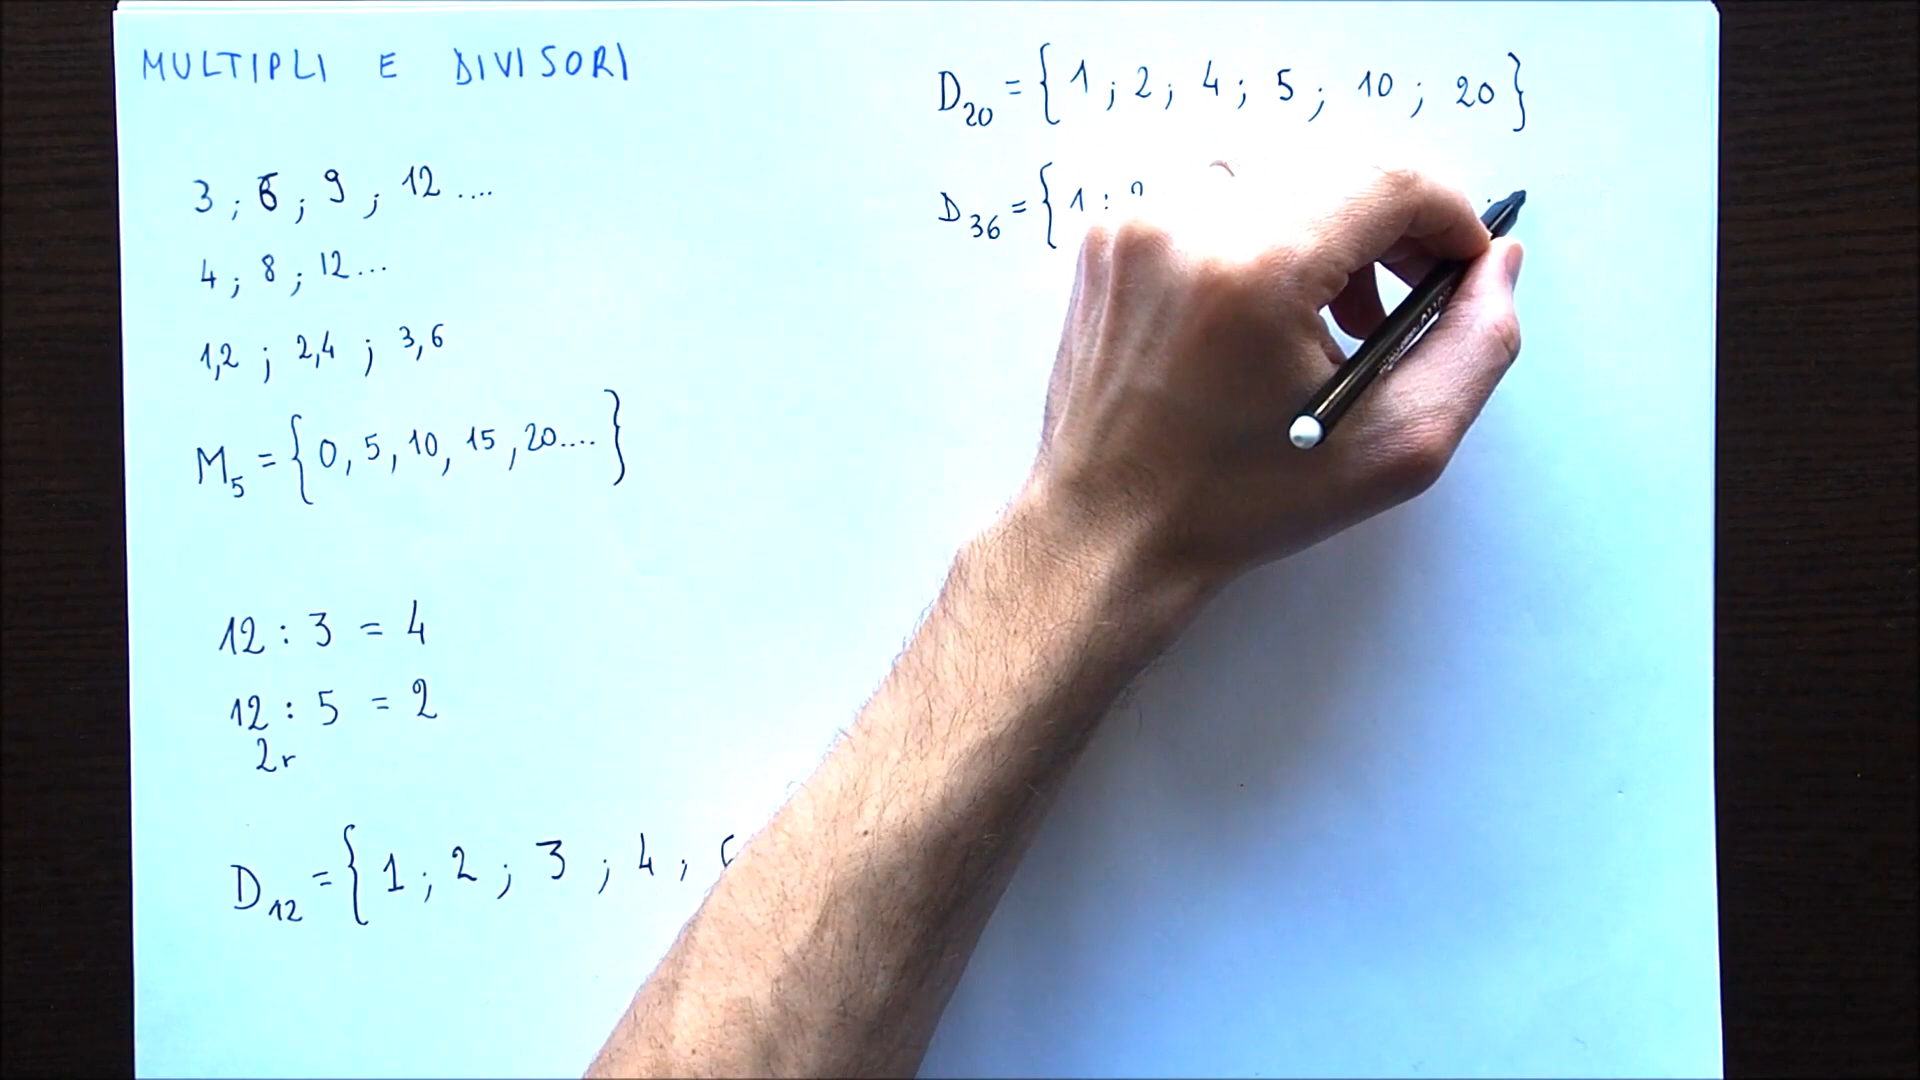 MULTIPLI E DIVISORI
3 ; 6 ; 9 ; 12 ....
4 ; 8 ; 12 ...
1,2 ; 2,4 ; 3,6
M5 = { 0, 5, 10, 15, 20.... }
12 : 3 = 4
12 : 5 = 2
2r
D12 = { 1 ; 2 ; 3 ; 4 ;
D20 = { 1 ; 2 ; 4 ; 5 ; 10 ; 20 }
D36 = { 1 ;